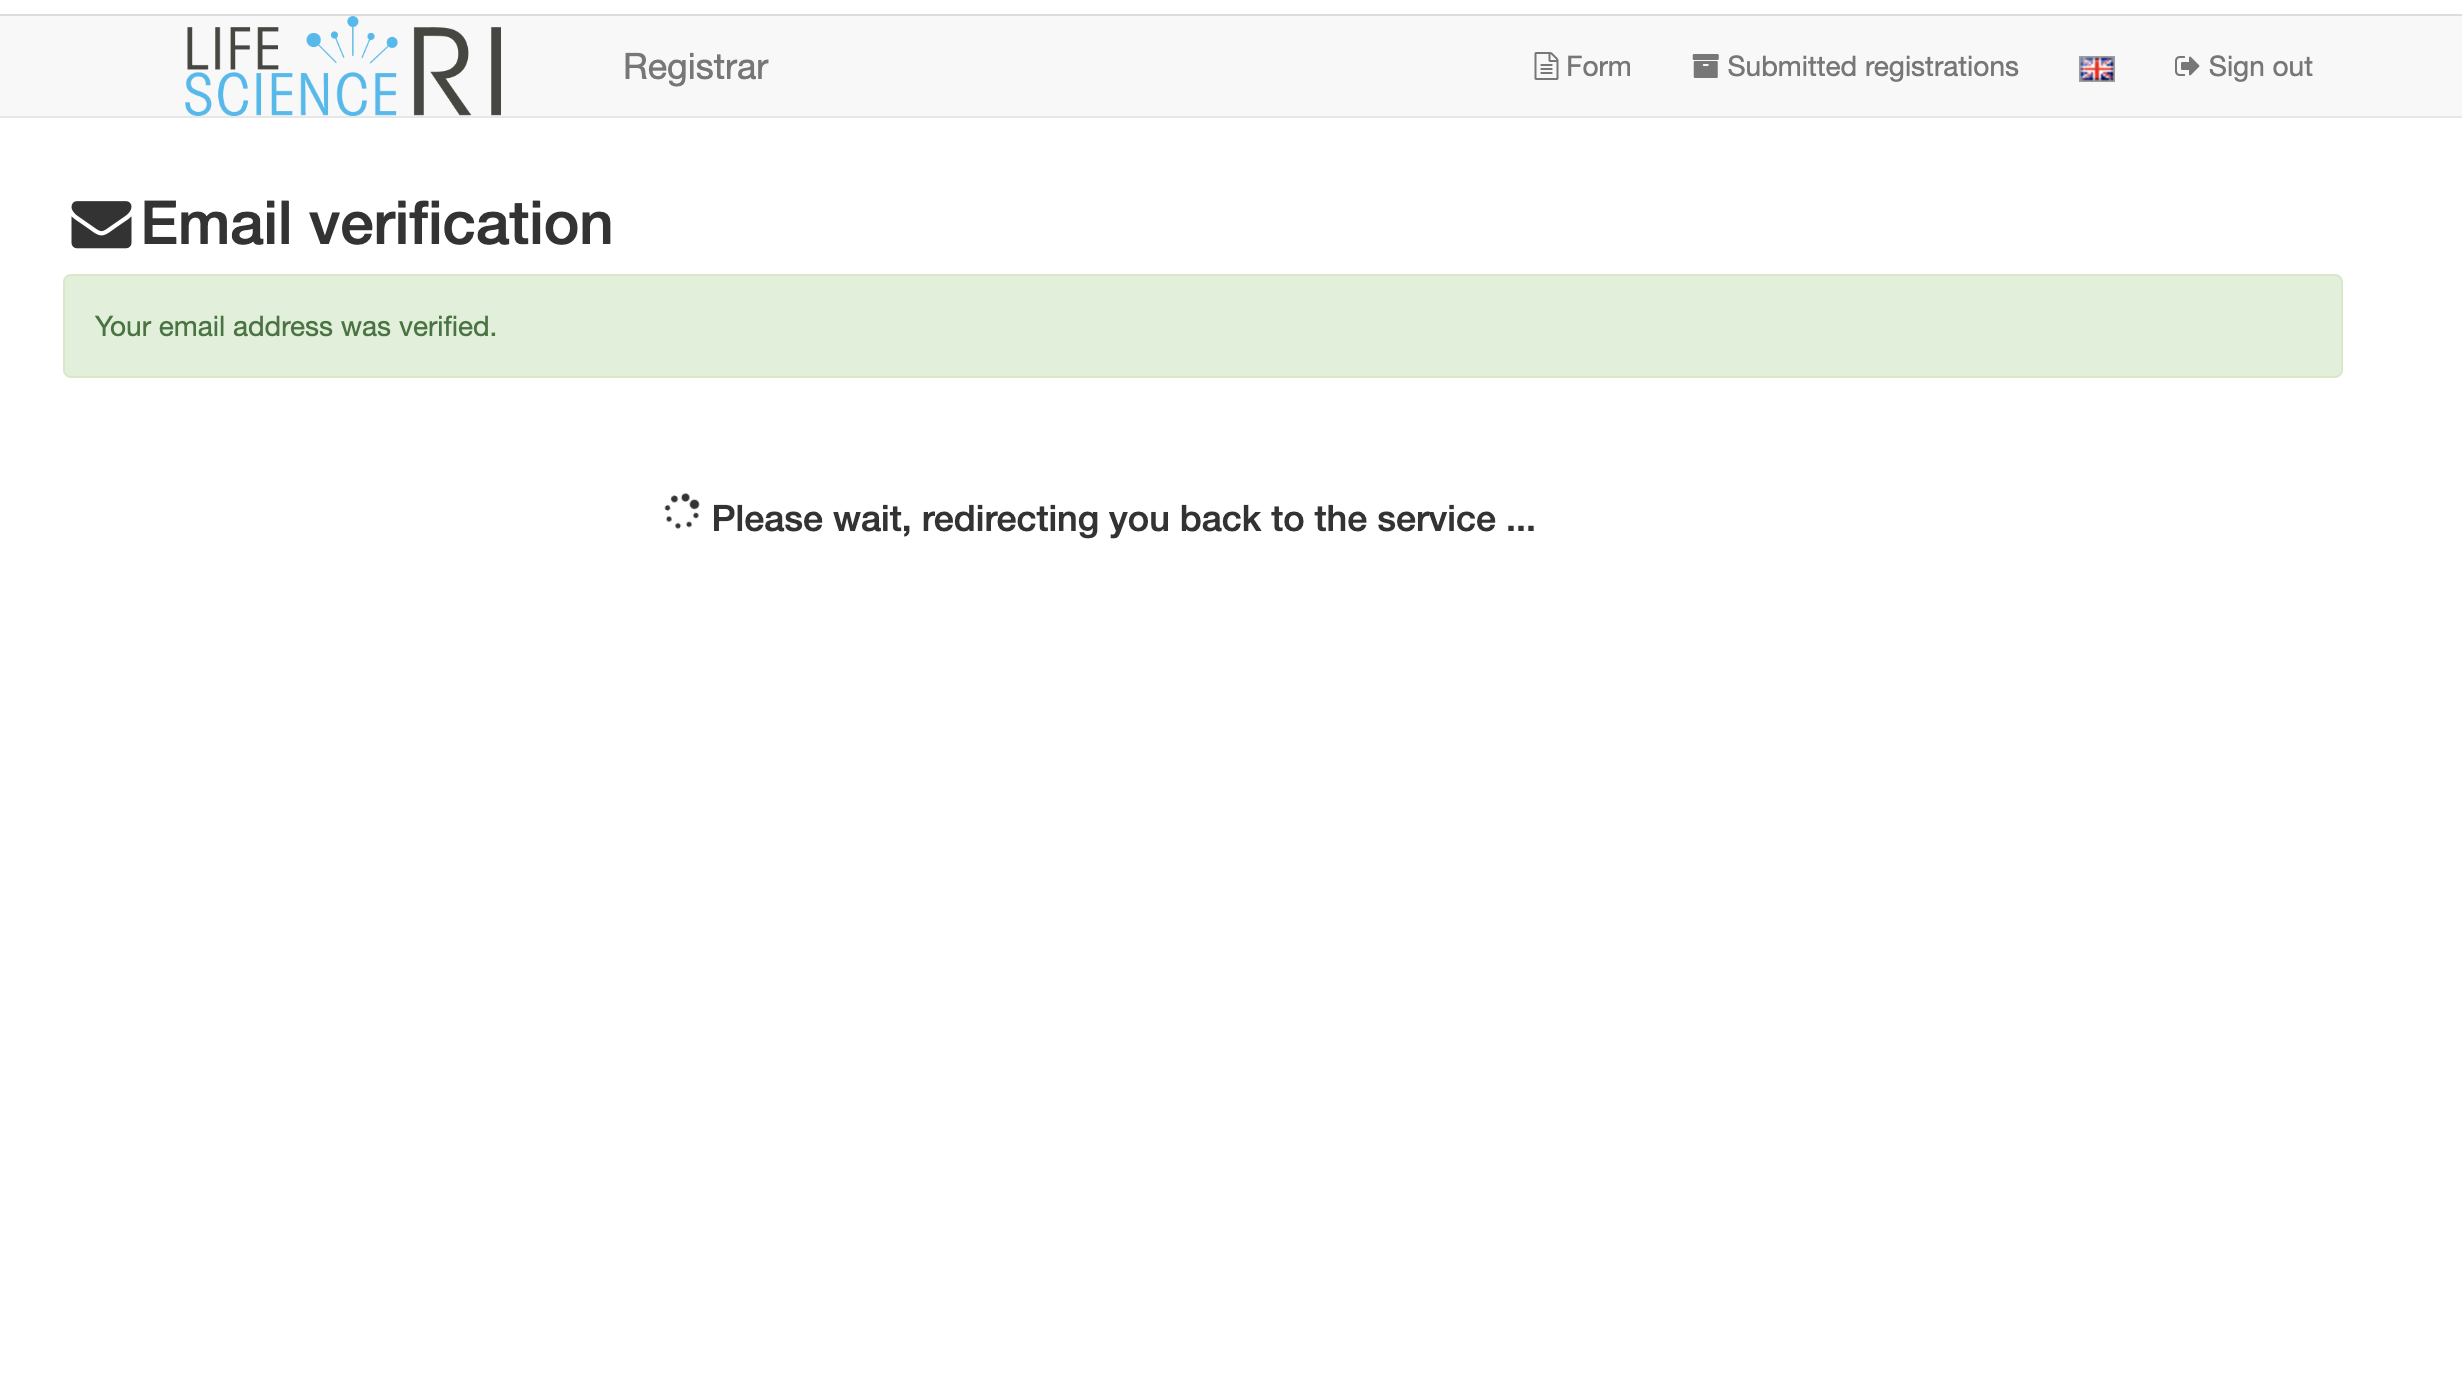 LIFE
SCIENCE RI
Registrar
Form
Submitted registrations
Sign out
Email verification
Your email address was verified.
Please wait, redirecting you back to the service ...